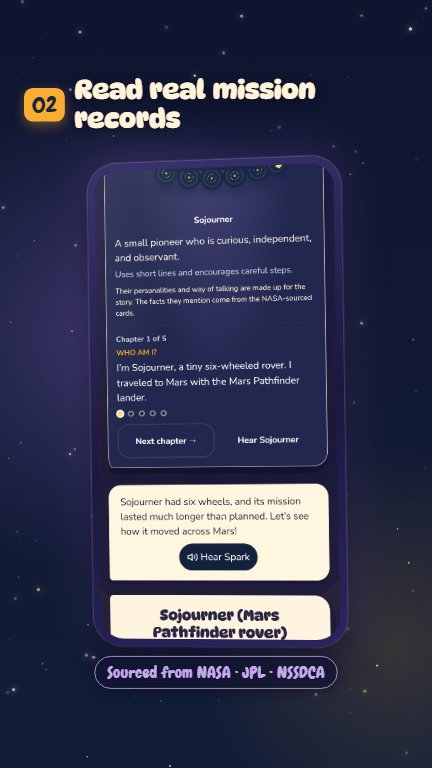 02
Read real mission
records
Sojourner
A small pioneer who is curious, independent,
and observant.
Uses short lines and encourages careful steps.
Their personalities and way of talking are made up for the
story. The facts they mention come from the NASA-sourced
cards.
Chapter 1 of 5
WHO AM I?
I'm Sojourner, a tiny six-wheeled rover. I
traveled to Mars with the Mars Pathfinder
lander.
Next chapter → Hear Sojourner
Sojourner had six wheels, and its mission
lasted much longer than planned. Let's see
how it moved across Mars!
Hear Spark
Sojourner (Mars
Pathfinder rover)
Sourced from NASA · JPL · NSSDCA